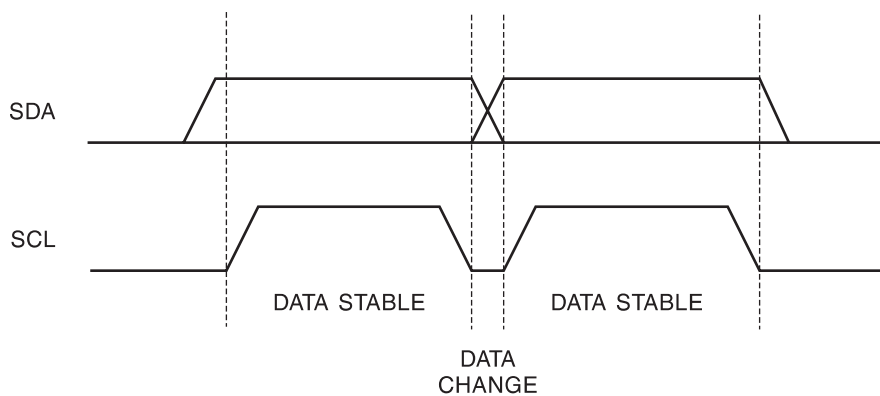 SDA
SCL
DATA STABLE
DATA STABLE
DATA
CHANGE